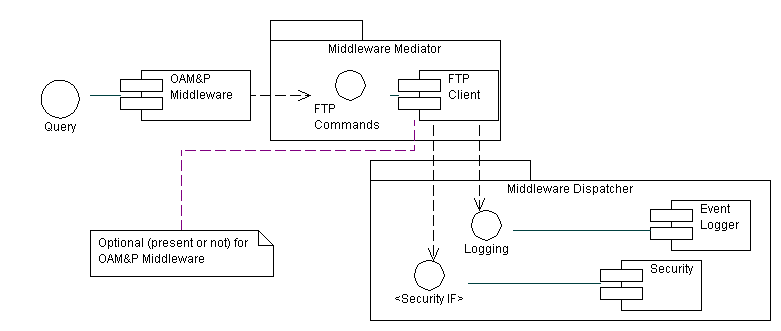 Middleware Mediator
OAM&P
Middleware
FTP
Client
FTP
Commands
Query
Middleware Dispatcher
Event
Logger
Logging
Optional (present or not) for
OAM&P Middleware
Security
<Security IF>